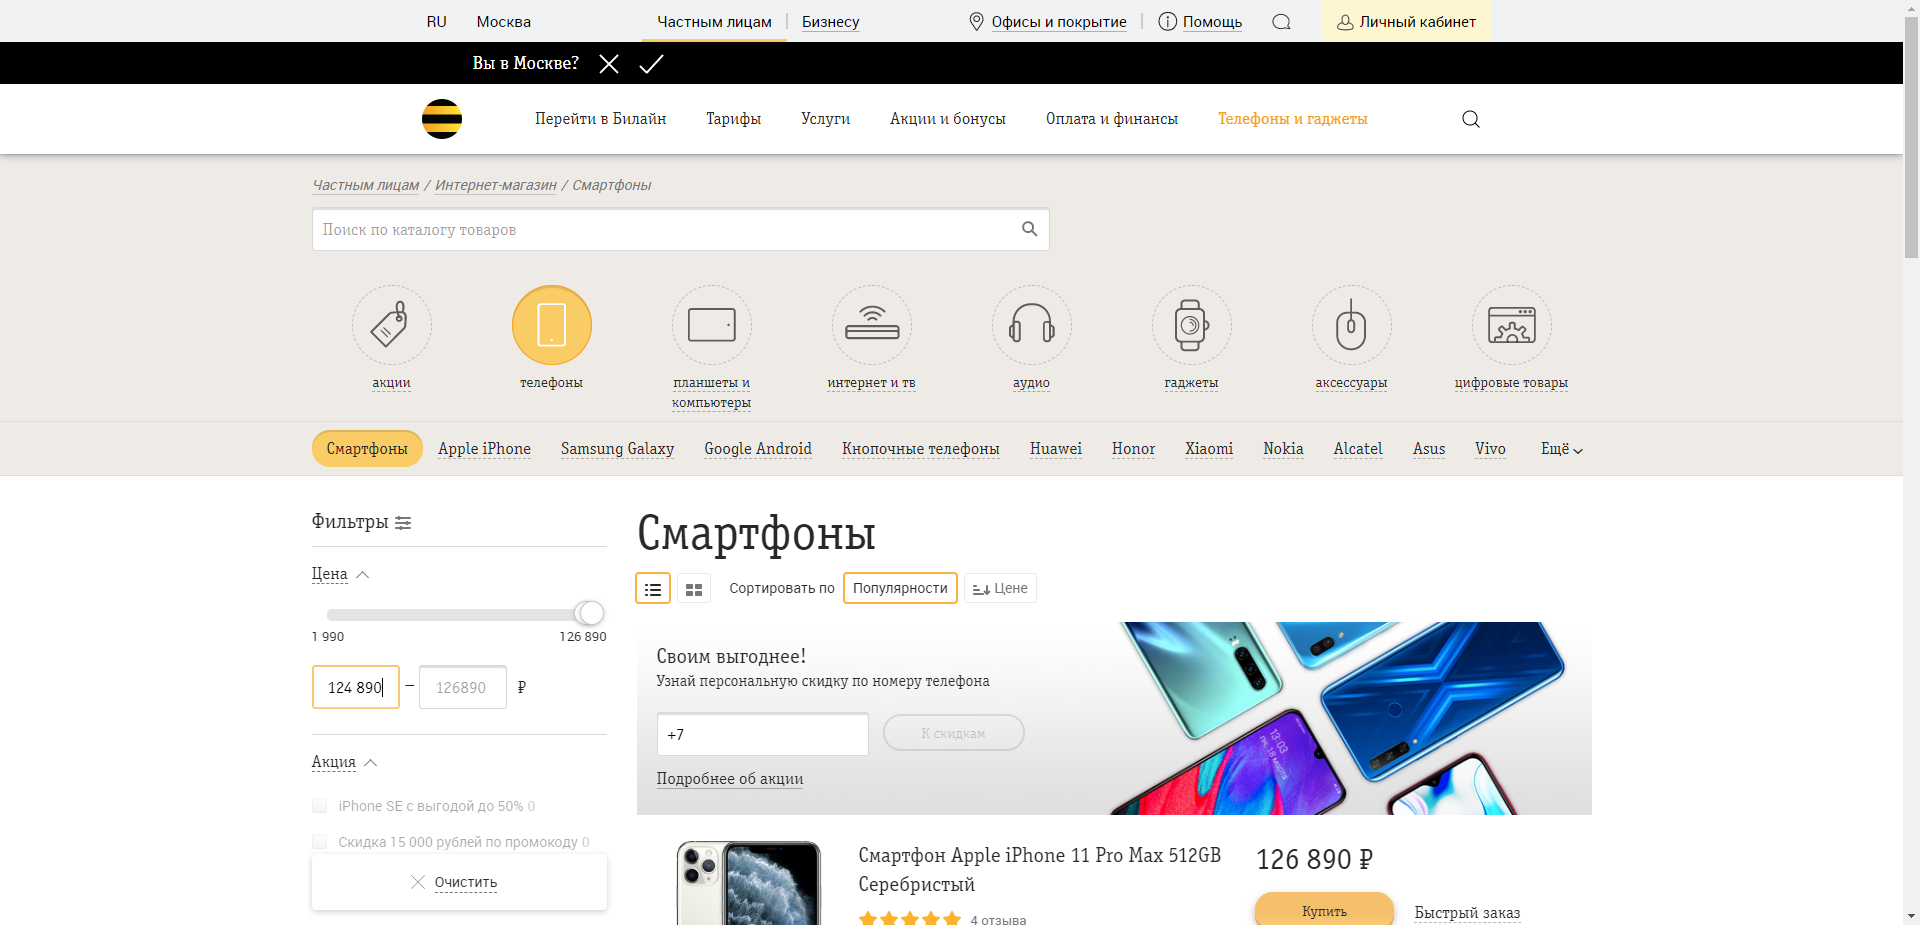 RU Москва Частным лицам Бизнесу Офисы и покрытие Помощь Личный кабинет
Вы в Москве?
Перейти в Билайн Тарифы Услуги Акции и бонусы Оплата и финансы Телефоны и гаджеты
Частным лицам / Интернет-магазин / Смартфоны
Поиск по каталогу товаров
акции
телефоны
планшеты и
компьютеры
интернет и тв
аудио
гаджеты
аксессуары
цифровые товары
Смартфоны Apple iPhone Samsung Galaxy Google Android Кнопочные телефоны Huawei Honor Xiaomi Nokia Alcatel Asus Vivo Ещё
Фильтры
Цена
1 990 126 890
124 890 – 126890 ₽
Акция
iPhone SE с выгодой до 50% 0
Скидка 15 000 рублей по промокоду 0
Очистить
Смартфоны
Сортировать по Популярности Цене
Своим выгоднее!
Узнай персональную скидку по номеру телефона
+7 К скидкам
Подробнее об акции
13:03
пн, 18 марта
Смартфон Apple iPhone 11 Pro Max 512GB
Серебристый
4 отзыва
126 890 ₽
Купить Быстрый заказ